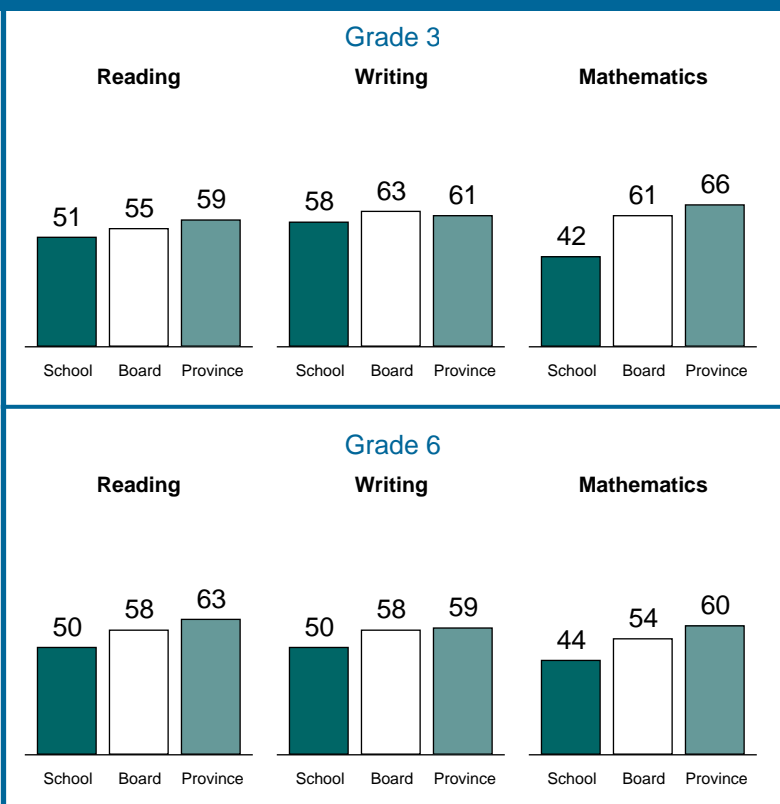 Grade 3
Reading Writing Mathematics
51 55 59 58 63 61 42 61 66
School Board Province School Board Province School Board Province
Grade 6
Reading Writing Mathematics
50 58 63 50 58 59 44 54 60
School Board Province School Board Province School Board Province